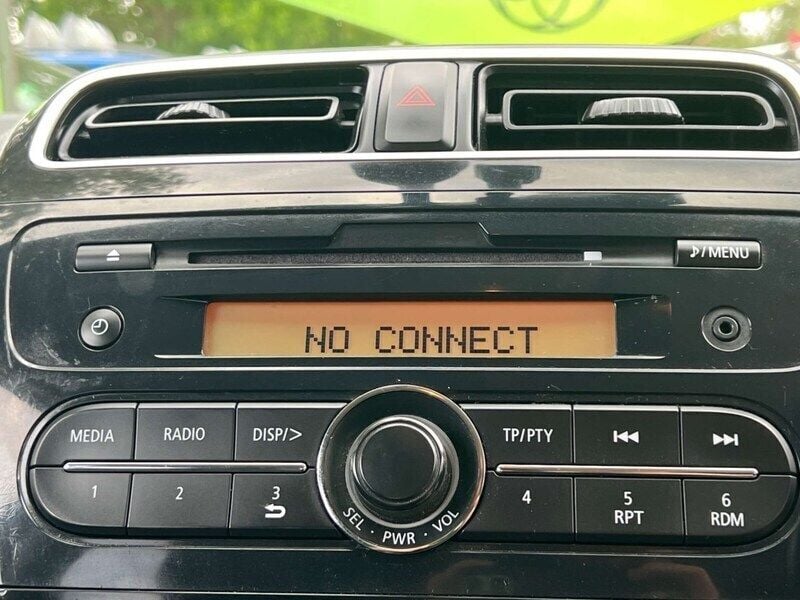 ♪/MENU
NO CONNECT
MEDIA
RADIO
DISP/>
TP/PTY
1
2
3
4
5
RPT
6
RDM
SEL · PWR · VOL